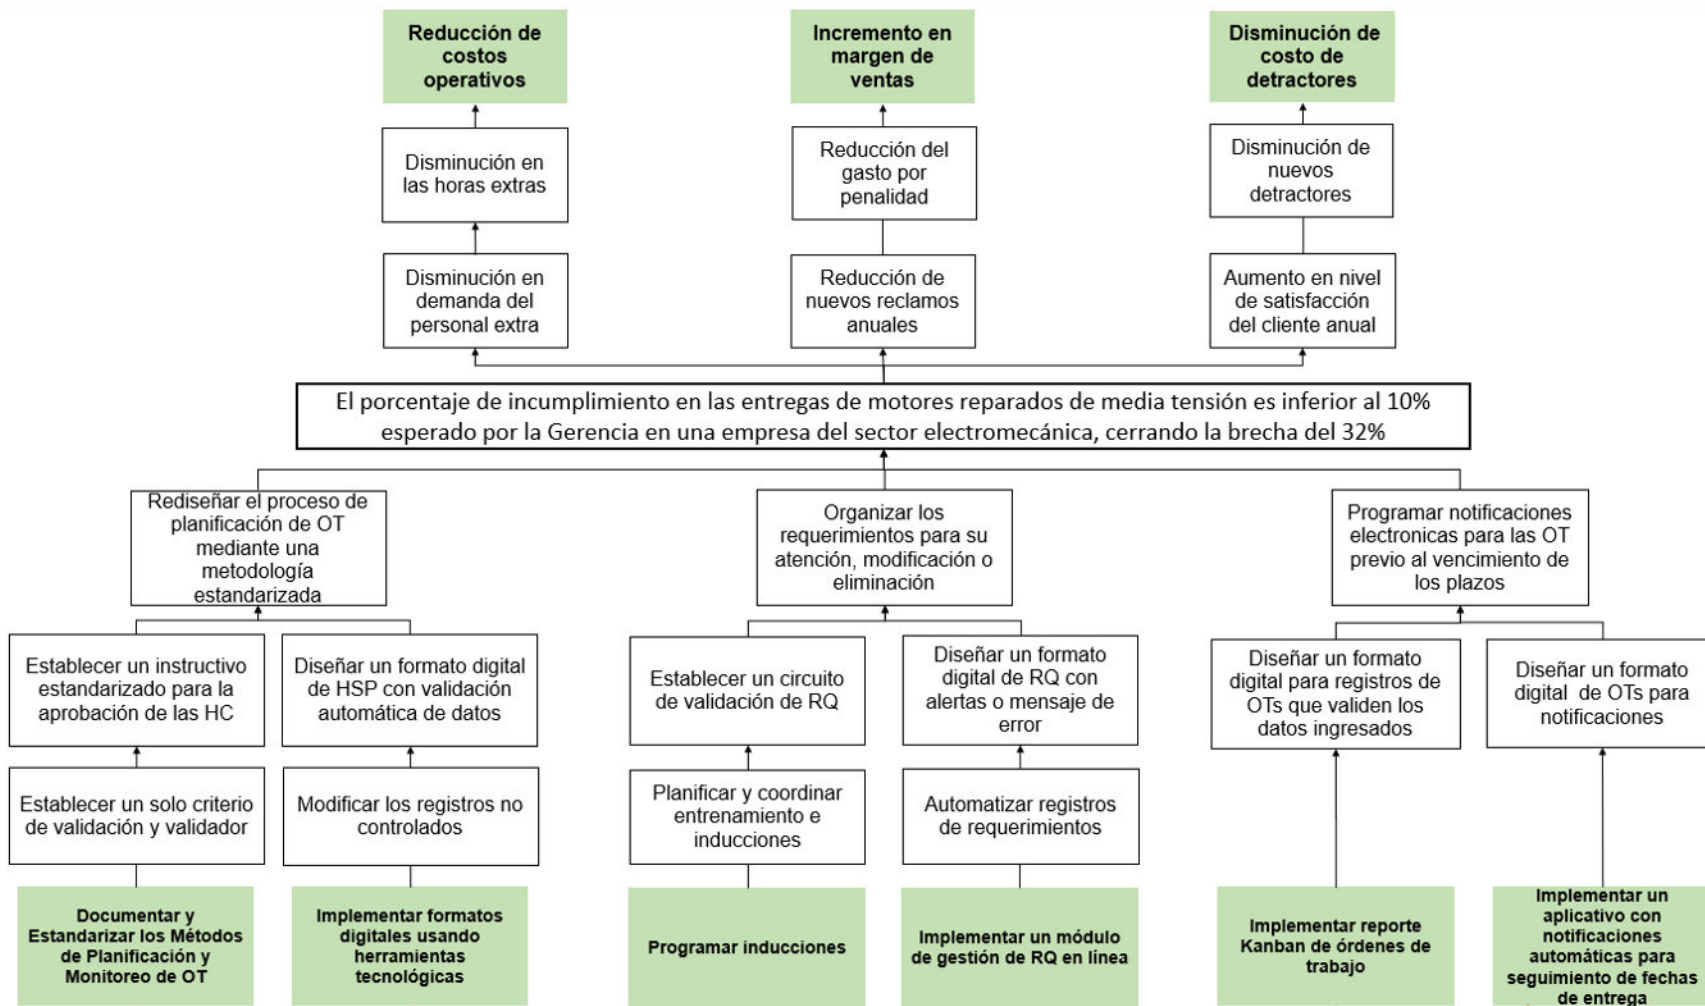 Reducción de
costos
operativos
Incremento en
margen de
ventas
Disminución de
costo de
detractores
Disminución en
las horas extras
Reducción del
gasto por
penalidad
Disminución de
nuevos
detractores
Disminución en
demanda del
personal extra
Reducción de
nuevos reclamos
anuales
Aumento en nivel
de satisfacción
del cliente anual
El porcentaje de incumplimiento en las entregas de motores reparados de media tensión es inferior al 10%
esperado por la Gerencia en una empresa del sector electromecánica, cerrando la brecha del 32%
Rediseñar el proceso de
planificación de OT
mediante una
metodología
estandarizada
Organizar los
requerimientos para su
atención, modificación o
eliminación
Programar notificaciones
electronicas para las OT
previo al vencimiento de
los plazos
Establecer un instructivo
estandarizado para la
aprobación de las HC
Diseñar un formato digital
de HSP con validación
automática de datos
Establecer un circuito
de validación de RQ
Diseñar un formato
digital de RQ con
alertas o mensaje de
error
Diseñar un formato
digital para registros de
OTs que validen los
datos ingresados
Diseñar un formato
digital de OTs para
notificaciones
Establecer un solo criterio
de validación y validador
Modificar los registros no
controlados
Planificar y coordinar
entrenamiento e
inducciones
Automatizar registros
de requerimientos
Documentar y
Estandarizar los Métodos
de Planificación y
Monitoreo de OT
Implementar formatos
digitales usando
herramientas
tecnológicas
Programar inducciones
Implementar un módulo
de gestión de RQ en línea
Implementar reporte
Kanban de órdenes de
trabajo
Implementar un
aplicativo con
notificaciones
automáticas para
seguimiento de fechas
de entrega